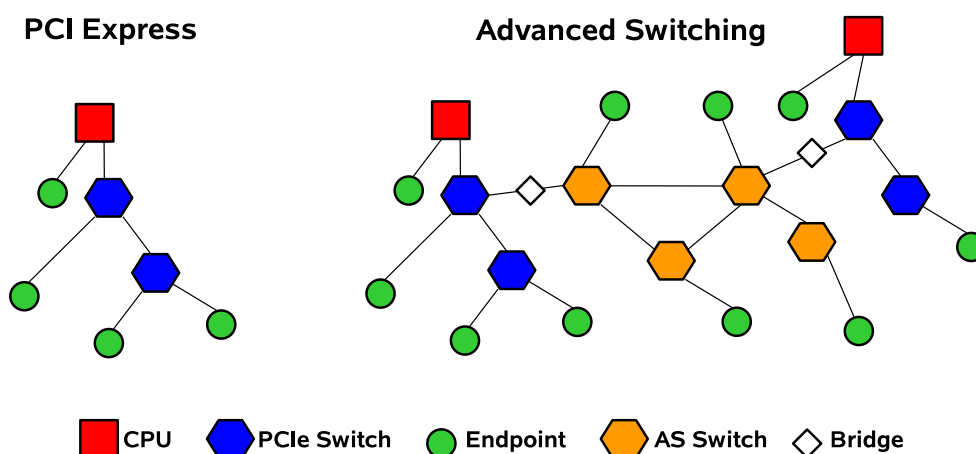 PCI Express
Advanced Switching
CPU
PCIe Switch
Endpoint
AS Switch
Bridge